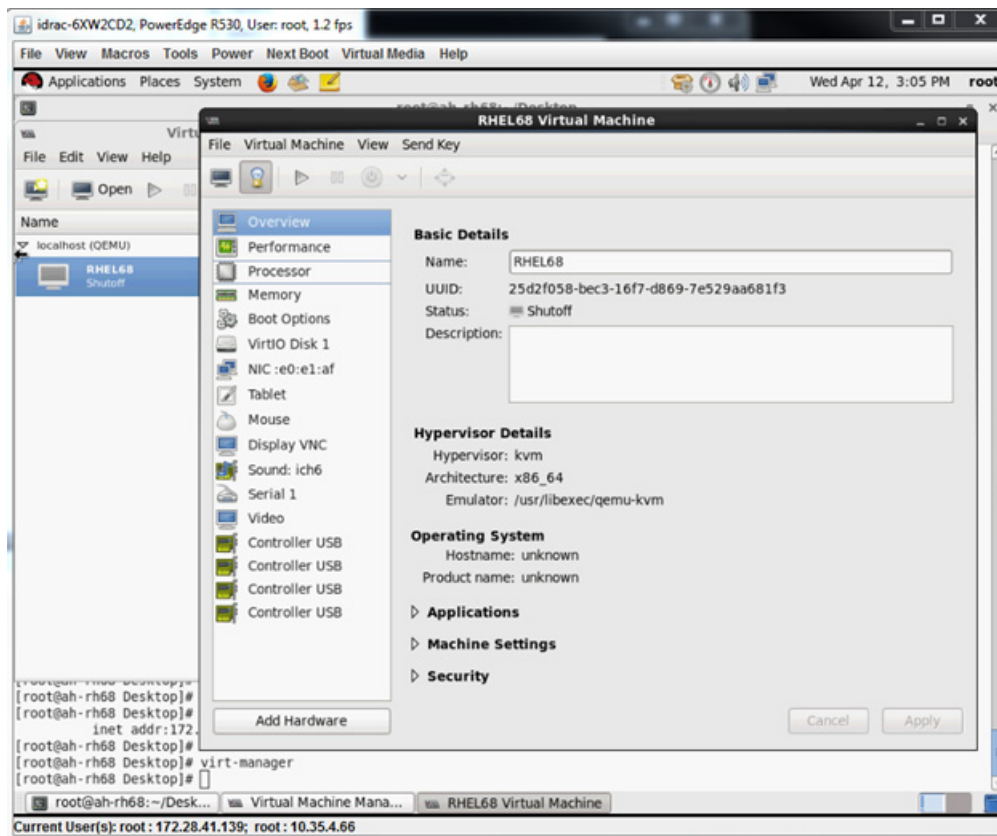 idrac-6XW2CD2, PowerEdge R530, User: root, 1.2 fps
File View Macros Tools Power Next Boot Virtual Media Help
Applications Places System Wed Apr 12, 3:05 PM root
root@ah-rh68:~/Desktop
Virtu
File Edit View Help
Open
Name
localhost (QEMU)
RHEL68
Shutoff
RHEL68 Virtual Machine
File Virtual Machine View Send Key
Overview
Performance
Processor
Memory
Boot Options
VirtIO Disk 1
NIC :e0:e1:af
Tablet
Mouse
Display VNC
Sound: ich6
Serial 1
Video
Controller USB
Controller USB
Controller USB
Controller USB
Add Hardware
Basic Details
Name: RHEL68
UUID: 25d2f058-bec3-16f7-d869-7e529aa681f3
Status: Shutoff
Description:
Hypervisor Details
Hypervisor: kvm
Architecture: x86_64
Emulator: /usr/libexec/qemu-kvm
Operating System
Hostname: unknown
Product name: unknown
Applications
Machine Settings
Security
Cancel Apply
[root@ah-rh68 Desktop]#
[root@ah-rh68 Desktop]#
inet addr:172.
[root@ah-rh68 Desktop]#
[root@ah-rh68 Desktop]# virt-manager
[root@ah-rh68 Desktop]#
root@ah-rh68:~/Desk... Virtual Machine Mana... RHEL68 Virtual Machine
Current User(s): root : 172.28.41.139; root : 10.35.4.66